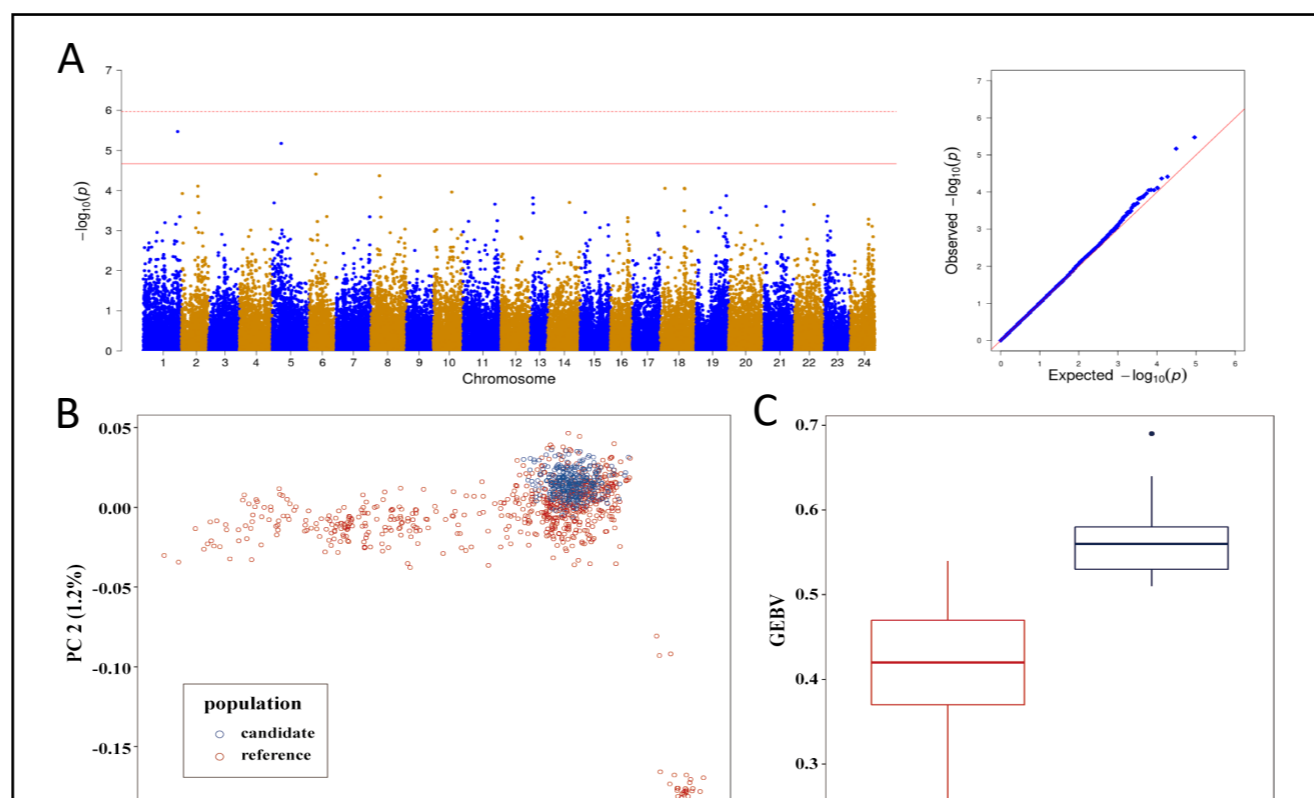 A
7
6
5
4
3
2
1
0
−log₁₀(p)
1 2 3 4 5 6 7 8 9 10 11 12 13 14 15 16 17 18 19 20 21 22 23 24
Chromosome
7
6
5
4
3
2
1
0
Observed −log₁₀(p)
0 1 2 3 4 5 6
Expected −log₁₀(p)
B
0.05
0.00
-0.05
-0.10
-0.15
PC 2 (1.2%)
population
candidate
reference
C
0.7
0.6
0.5
0.4
0.3
GEBV